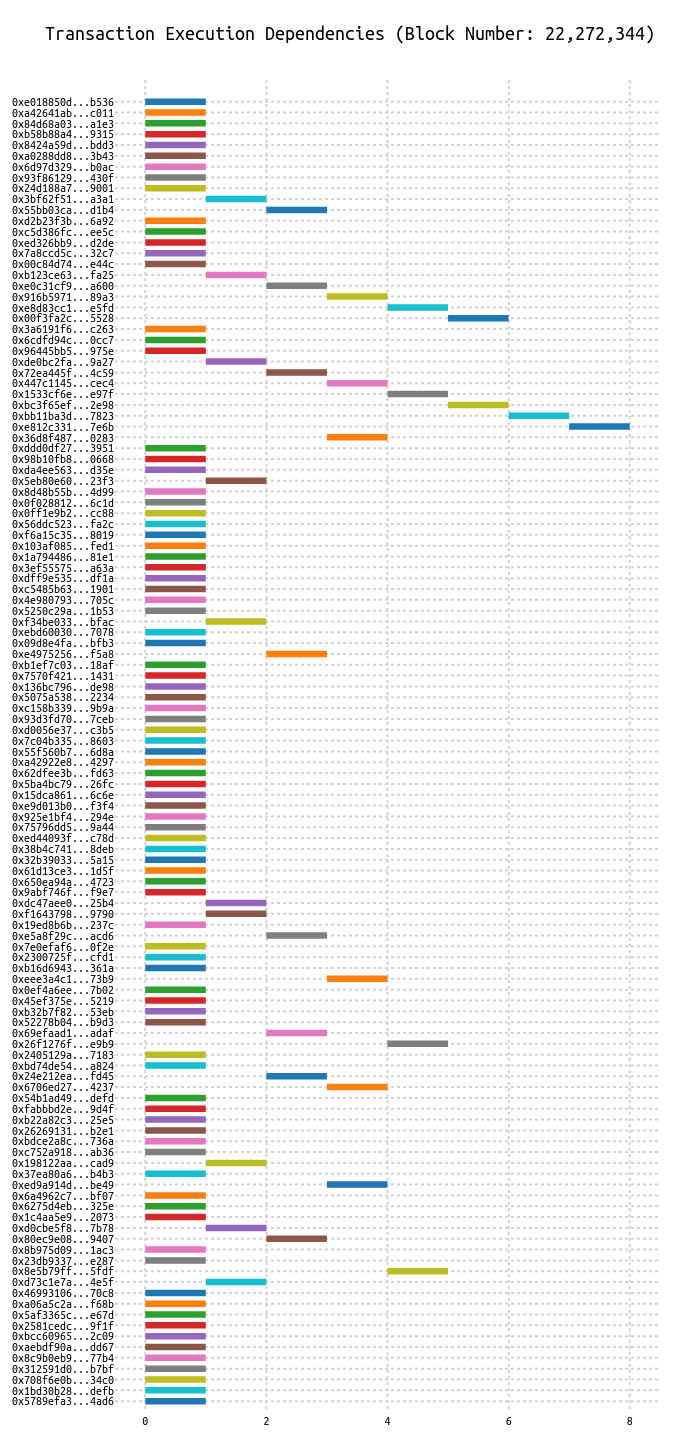 Transaction Execution Dependencies (Block Number: 22,272,344)
0xe018850d...b536
0xa42641ab...c011
0x84d68a03...a1e3
0xb58b88a4...9315
0x8424a59d...bdd3
0xa0288dd8...3b43
0x6d97d329...b0ac
0x93f86129...430f
0x24d188a7...9001
0x3bf62f51...a3a1
0x55bb03ca...d1b4
0xd2b23f3b...6a92
0xc5d386fc...ee5c
0xed326bb9...d2de
0x7a8ccd5c...32c7
0x00c84d74...e44c
0xb123ce63...fa25
0xe0c31cf9...a600
0x916b5971...89a3
0xe8d83cc1...e5fd
0x00f3fa2c...5528
0x3a6191f6...c263
0x6cdfd94c...0cc7
0x96445bb5...975e
0xde0bc2fa...9a27
0x72ea445f...4c59
0x447c1145...cec4
0x1533cf6e...e97f
0xbc3f65ef...2e98
0xbb11ba3d...7823
0xe812c331...7e6b
0x36d8f487...0283
0xddd0df27...3951
0x98b10fb8...0668
0xda4ee563...d35e
0x5eb80e60...23f3
0x8d48b55b...4d99
0x0f028812...6c1d
0x0ff1e9b2...cc88
0x56ddc523...fa2c
0xf6a15c35...8019
0x103af085...fed1
0x1a794486...81e1
0x3ef55575...a63a
0xdff9e535...df1a
0xc5485b63...1901
0x4e980793...705c
0x5250c29a...1b53
0xf34be033...bfac
0xebd60030...7078
0x09d8e4fa...bfb3
0xe4975256...f5a8
0xb1ef7c03...18af
0x7570f421...1431
0x136bc796...de98
0x5075a538...2234
0xc158b339...9b9a
0x93d3fd70...7ceb
0xd0056e37...c3b5
0x7c04b335...8603
0x55f560b7...6d8a
0xa42922e8...4297
0x62dfee3b...fd63
0x5ba4bc79...26fc
0x15dca861...6c6e
0xe9d013b0...f3f4
0x925e1bf4...294e
0x75796dd5...9a44
0xed44093f...c78d
0x38b4c741...8deb
0x32b39033...5a15
0x61d13ce3...1d5f
0x650ea94a...4723
0x9abf746f...f9e7
0xdc47aee0...25b4
0xf1643798...9790
0x19ed8b6b...237c
0xe5a8f29c...acd6
0x7e0efaf6...0f2e
0x2300725f...cfd1
0xb16d6943...361a
0xeee3a4c1...73b9
0x0ef4a6ee...7b02
0x45ef375e...5219
0xb32b7f82...53eb
0x52278b04...b9d3
0x69efaad1...adaf
0x26f1276f...e9b9
0x2405129a...7183
0xbd74de54...a824
0x24e212ea...fd45
0x6706ed27...4237
0x54b1ad49...defd
0xfabbbd2e...9d4f
0xb22a82c3...25e5
0x26269131...b2e1
0xbdce2a8c...736a
0xc752a918...ab36
0x198122aa...cad9
0x37ea80a6...b4b3
0xed9a914d...be49
0x6a4962c7...bf07
0x6275d4eb...325e
0x1c4aa5e9...2073
0xd0cbe5f8...7b78
0x80ec9e08...9407
0x8b975d09...1ac3
0x23db9337...e287
0x8e5b79ff...5fdf
0xd73c1e7a...4e5f
0x46993106...70c8
0xa06a5c2a...f68b
0x5af3365c...e67d
0x2581cedc...9f1f
0xbcc60965...2c09
0xaebdf90a...dd67
0x8c9b0eb9...77b4
0x312591d0...b7bf
0x708f6e0b...34c0
0x1bd30b28...defb
0x5789efa3...4ad6
0 2 4 6 8